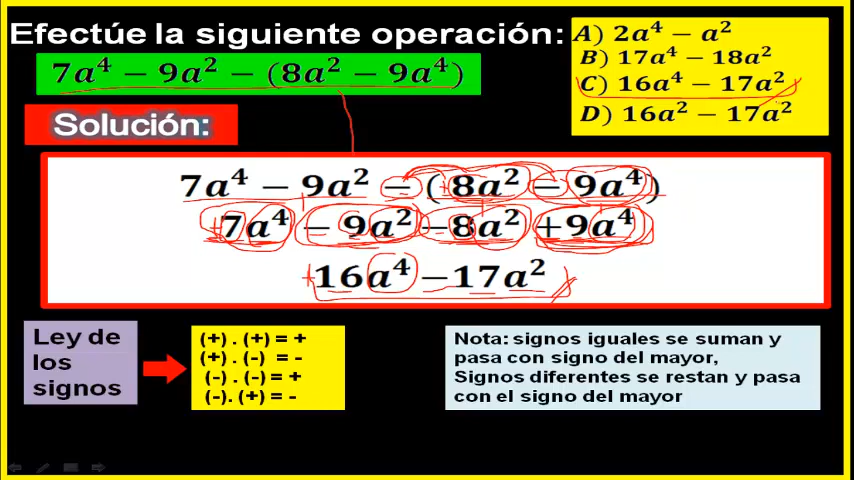 Efectúe la siguiente operación:
7a⁴ − 9a² − (8a² − 9a⁴)
A) 2a⁴ − a²
B) 17a⁴ − 18a²
C) 16a⁴ − 17a²
D) 16a² − 17a²
Solución:
7a⁴ − 9a² − (8a² − 9a⁴)
7a⁴ − 9a² − 8a² + 9a⁴
16a⁴ − 17a²
Ley de
los
signos
(+) . (+) = +
(+) . (-) = -
(-) . (-) = +
(-). (+) = -
Nota: signos iguales se suman y
pasa con signo del mayor,
Signos diferentes se restan y pasa
con el signo del mayor